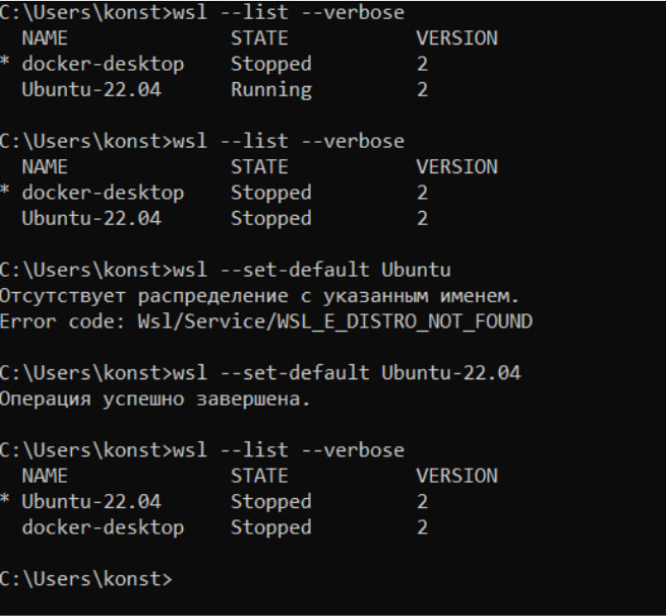 C:\Users\konst>wsl --list --verbose
  NAME              STATE           VERSION
* docker-desktop    Stopped         2
  Ubuntu-22.04      Running         2
C:\Users\konst>wsl --list --verbose
  NAME              STATE           VERSION
* docker-desktop    Stopped         2
  Ubuntu-22.04      Stopped         2
C:\Users\konst>wsl --set-default Ubuntu
Отсутствует распределение с указанным именем.
Error code: Wsl/Service/WSL_E_DISTRO_NOT_FOUND
C:\Users\konst>wsl --set-default Ubuntu-22.04
Операция успешно завершена.
C:\Users\konst>wsl --list --verbose
  NAME              STATE           VERSION
* Ubuntu-22.04      Stopped         2
  docker-desktop    Stopped         2
C:\Users\konst>